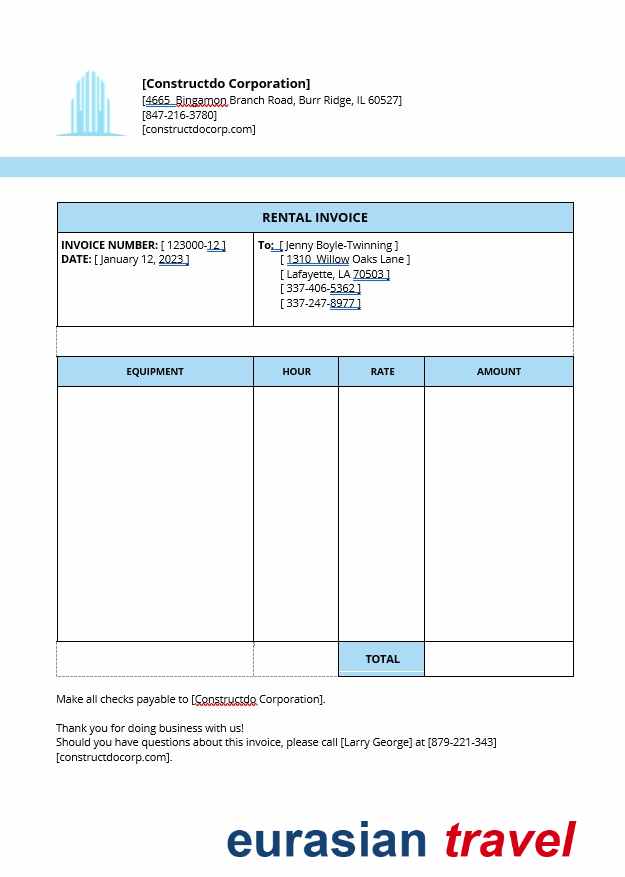 [Constructdo Corporation]
[4665  Bingamon Branch Road, Burr Ridge, IL 60527]
[847-216-3780]
[constructdocorp.com]
RENTAL INVOICE
INVOICE NUMBER: [ 123000-12 ]
DATE: [ January 12, 2023 ]
To:  [ Jenny Boyle-Twinning ]
[ 1310  Willow Oaks Lane ]
[ Lafayette, LA 70503 ]
[ 337-406-5362 ]
[ 337-247-8977 ]
EQUIPMENT HOUR RATE AMOUNT
TOTAL
Make all checks payable to [Constructdo Corporation].
Thank you for doing business with us!
Should you have questions about this invoice, please call [Larry George] at [879-221-343]
[constructdocorp.com].
eurasian travel